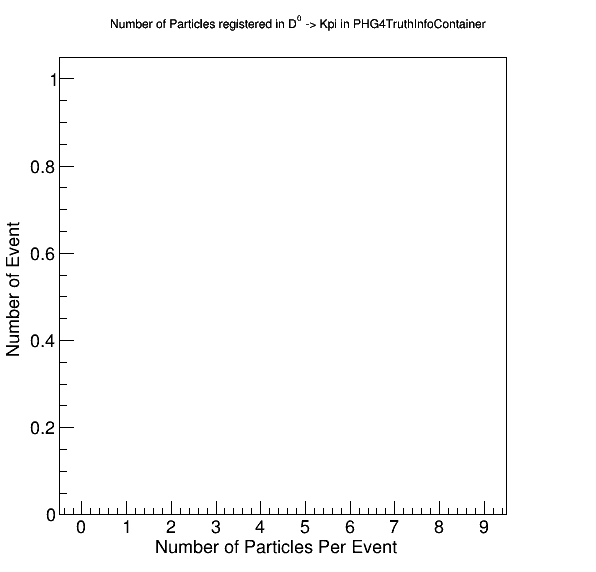 Number of Particles registered in D⁰ -> Kpi in PHG4TruthInfoContainer
1
0.8
0.6
0.4
0.2
0
Number of Event
0 1 2 3 4 5 6 7 8 9
Number of Particles Per Event